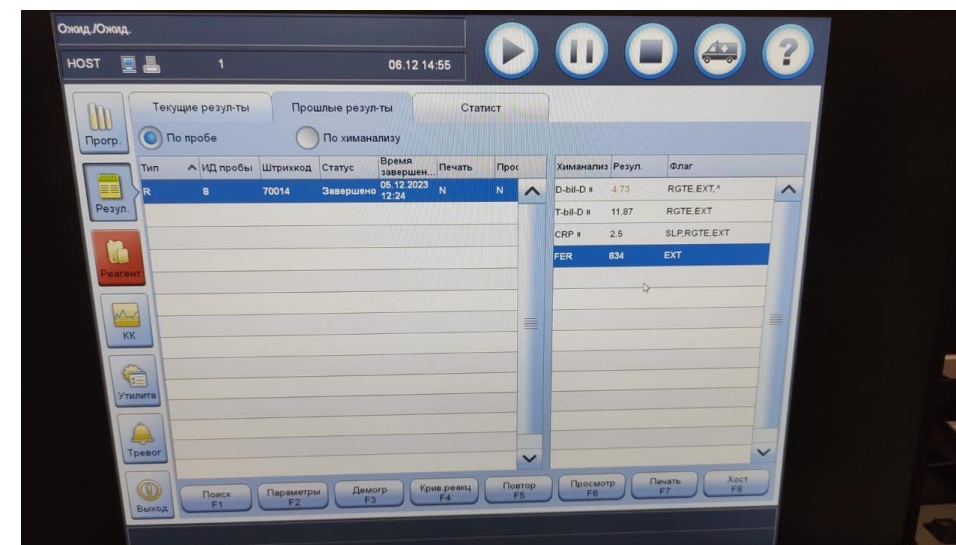 Ожид./Ожид.
HOST 1 06.12 14:55
Текущие резул-ты Прошлые резул-ты Статист
По пробе По химанализу
Прогр.
Резул.
Реагент
КК
Утилита
Тревог
Выход
Тип ИД пробы Штрихкод Статус Время завершен... Печать Прос
R 8 70014 Завершено 05.12.2023 12:24 N N
Химанализ Резул. Флаг
D-bil-D II 4.73 RGTE,EXT,^
T-bil-D II 11.87 RGTE,EXT
CRP II 2.5 SLP,RGTE,EXT
FER 834 EXT
Поиск F1
Параметры F2
Демогр F3
Крив.реакц F4
Повтор F5
Просмотр F6
Печать F7
Хост F8
?